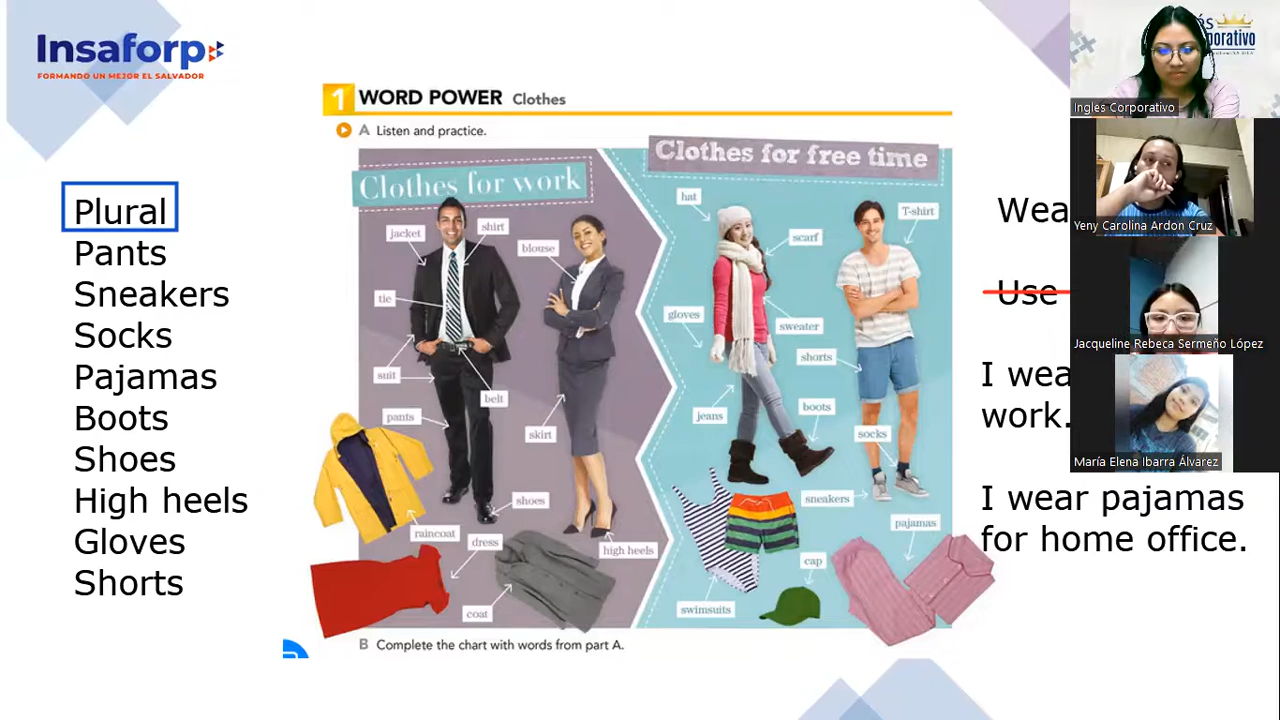 Insaforp
FORMANDO UN MEJOR EL SALVADOR
Plural
Pants
Sneakers
Socks
Pajamas
Boots
Shoes
High heels
Gloves
Shorts
1 WORD POWER Clothes
A Listen and practice.
Clothes for work
jacket
shirt
blouse
tie
suit
belt
pants
skirt
shoes
raincoat
dress
high heels
coat
Clothes for free time
hat
T-shirt
scarf
gloves
sweater
shorts
jeans
boots
socks
sneakers
pajamas
cap
swimsuits
B Complete the chart with words from part A.
Use
work.
I wear pajamas
for home office.
Ingles Corporativo
Yeny Carolina Ardon Cruz
Jacqueline Rebeca Sermeño López
María Elena Ibarra Álvarez